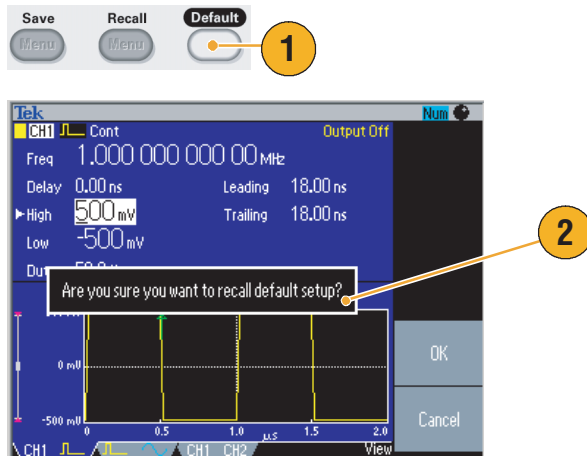 Save Recall Default
Menu Menu
1
Tek Num
CH1 Cont Output Off
Freq 1.000 000 000 00 MHz
Delay 0.00 ns Leading 18.00 ns
High 500 mV Trailing 18.00 ns
Low -500 mV
2
Are you sure you want to recall default setup?
0 mV
OK
-500 mV
Cancel
0 0.5 1.0 µs 1.5 2.0
CH1 CH1 CH2 View